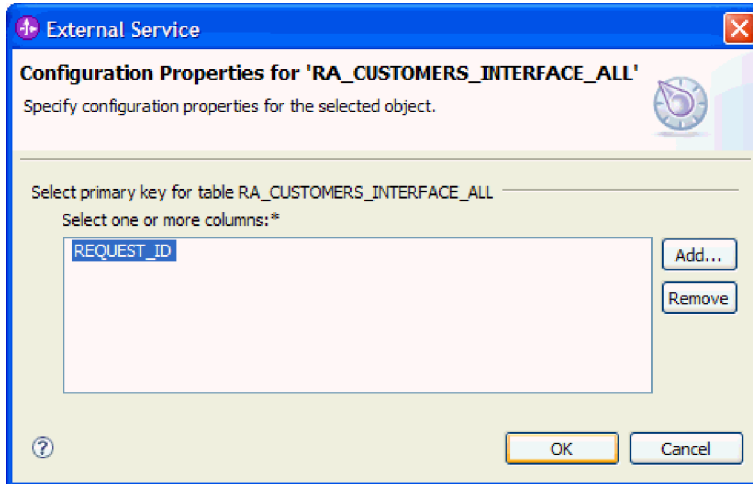 External Service
Configuration Properties for 'RA_CUSTOMERS_INTERFACE_ALL'
Specify configuration properties for the selected object.
Select primary key for table RA_CUSTOMERS_INTERFACE_ALL
Select one or more columns:*
REQUEST_ID
Add...
Remove
?
OK
Cancel